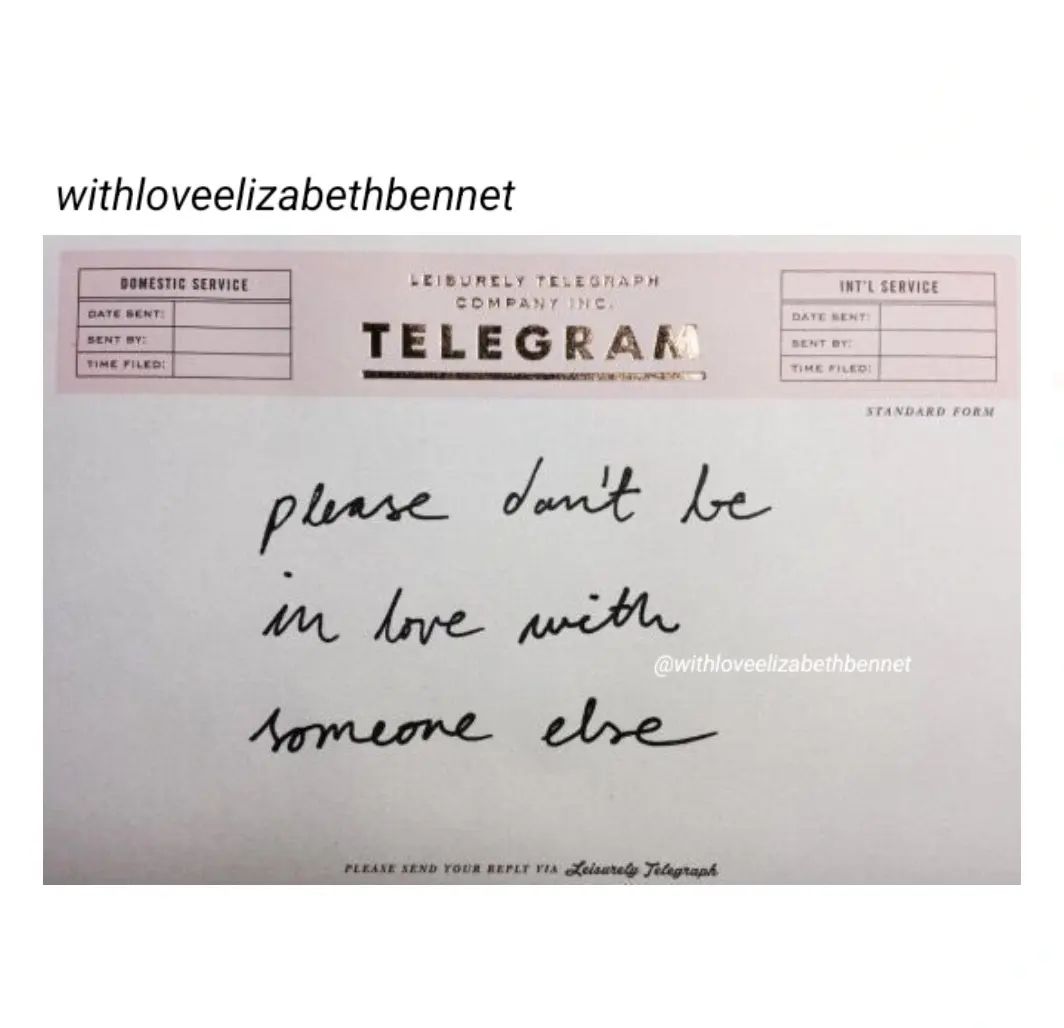 withloveelizabethbennet
DOMESTIC SERVICE
DATE SENT:
SENT BY:
TIME FILED:
LEISURELY TELEGRAPH
COMPANY INC.
TELEGRAM
INT'L SERVICE
DATE SENT:
SENT BY:
TIME FILED:
STANDARD FORM
please don't be
in love with
@withloveelizabethbennet
someone else
PLEASE SEND YOUR REPLY VIA Leisurely Telegraph